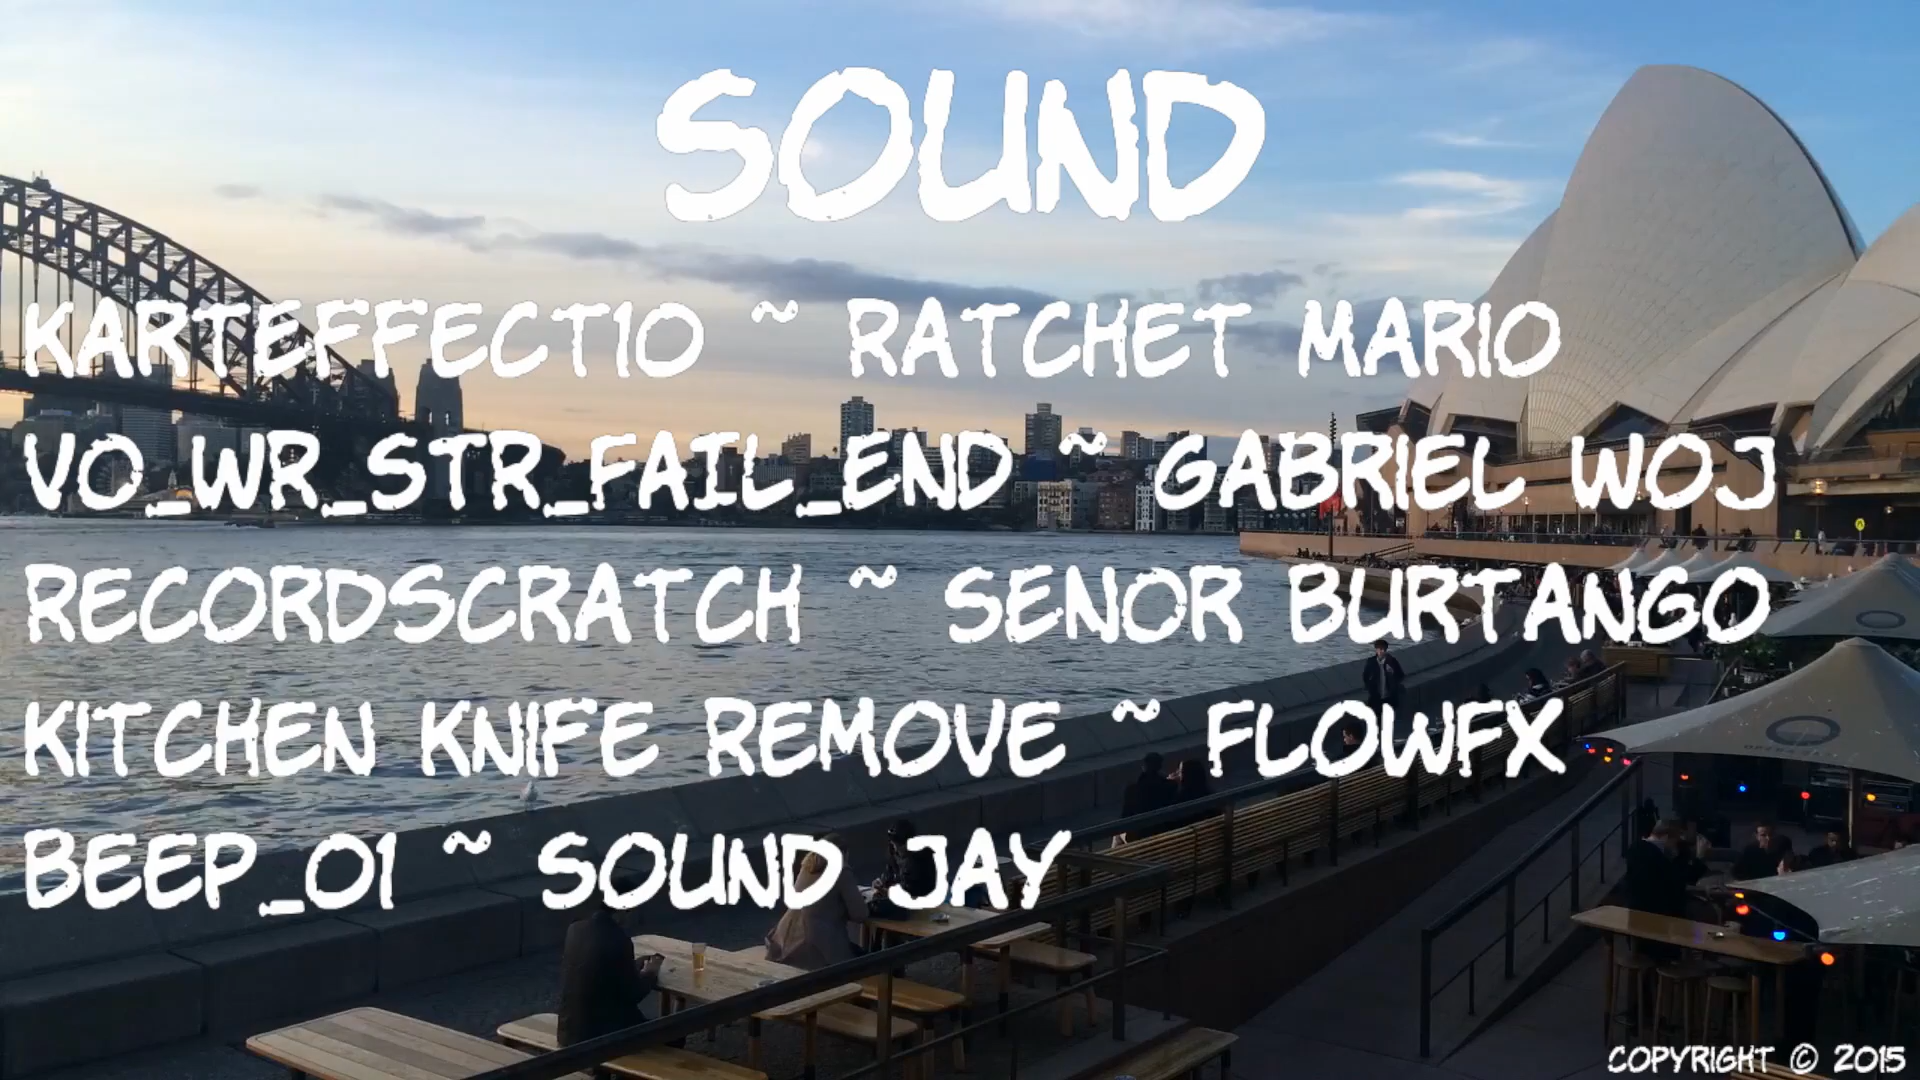 SOUND
KARTEFFECT10 ~ RATCHET MARIO
VO_WR_STR_FAIL_END ~ GABRIEL WOJ
RECORDSCRATCH ~ SENOR BURTANGO
KITCHEN KNIFE REMOVE ~ FLOWFX
BEEP_01 ~ SOUND JAY
COPYRIGHT © 2015